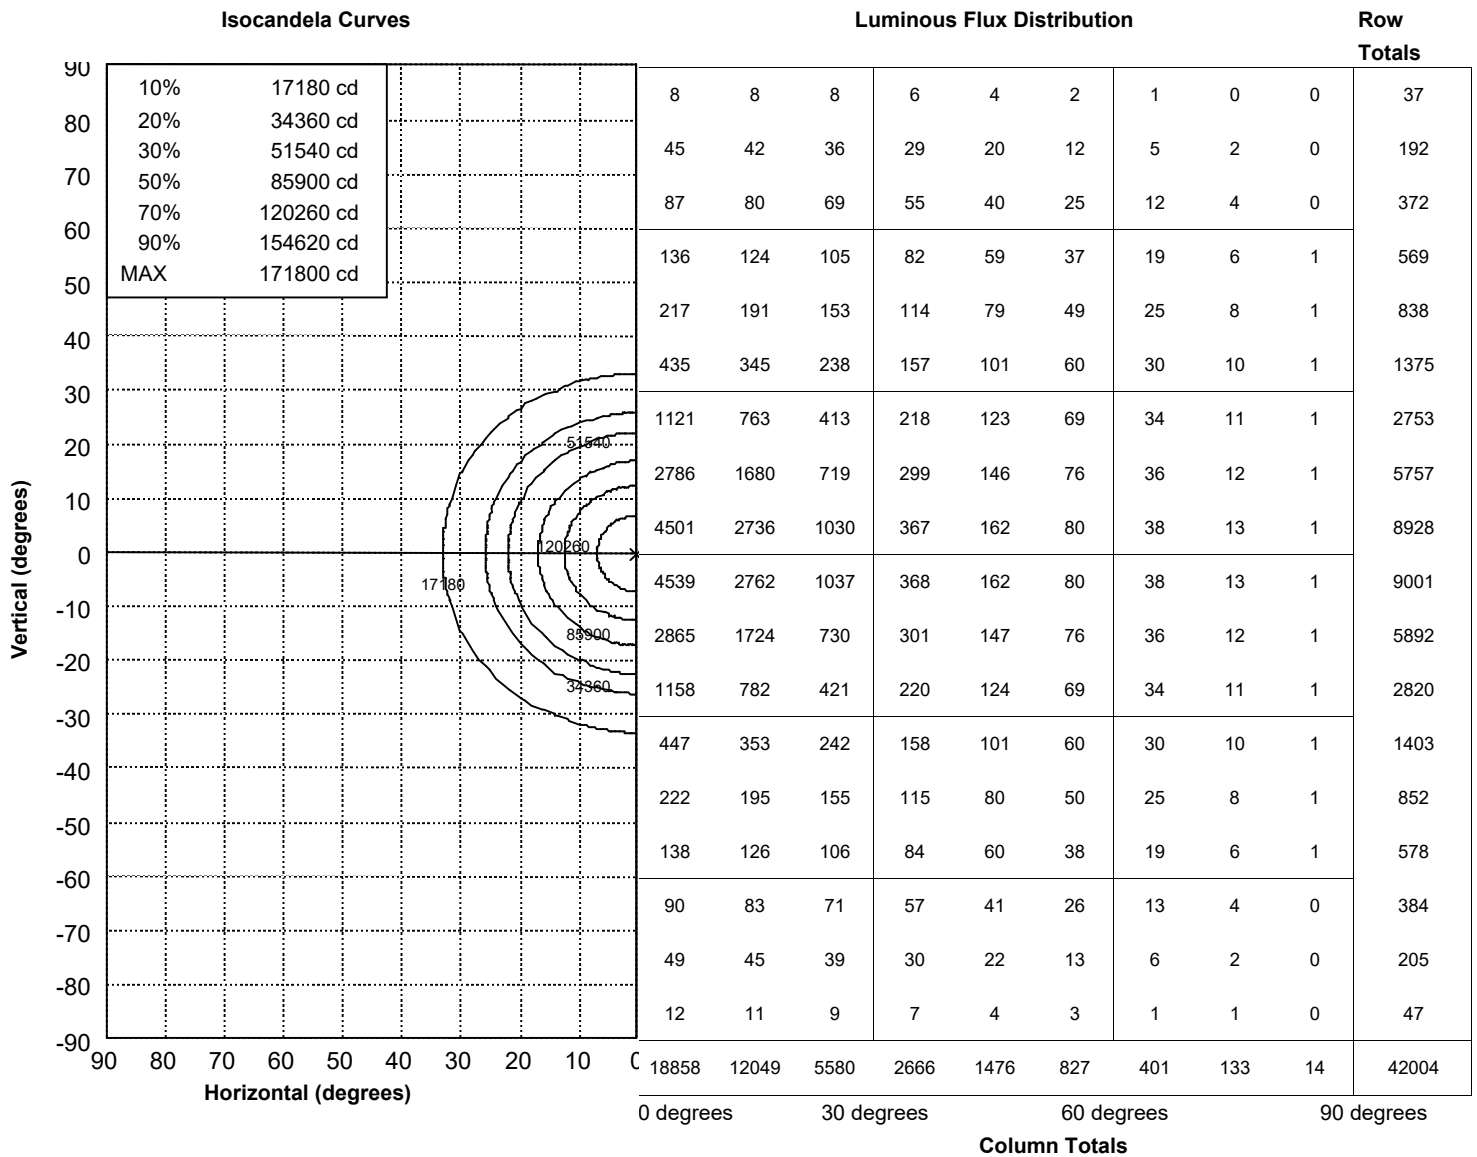 Isocandela Curves
Luminous Flux Distribution
Row
Totals
90
80
70
60
50
40
30
20
10
0
-10
-20
-30
-40
-50
-60
-70
-80
-90
Vertical (degrees)
10% 17180 cd
20% 34360 cd
30% 51540 cd
50% 85900 cd
70% 120260 cd
90% 154620 cd
MAX 171800 cd
51540
120260
17180
85900
34360
90 80 70 60 50 40 30 20 10 0
Horizontal (degrees)
8 8 8 6 4 2 1 0 0 37
45 42 36 29 20 12 5 2 0 192
87 80 69 55 40 25 12 4 0 372
136 124 105 82 59 37 19 6 1 569
217 191 153 114 79 49 25 8 1 838
435 345 238 157 101 60 30 10 1 1375
1121 763 413 218 123 69 34 11 1 2753
2786 1680 719 299 146 76 36 12 1 5757
4501 2736 1030 367 162 80 38 13 1 8928
4539 2762 1037 368 162 80 38 13 1 9001
2865 1724 730 301 147 76 36 12 1 5892
1158 782 421 220 124 69 34 11 1 2820
447 353 242 158 101 60 30 10 1 1403
222 195 155 115 80 50 25 8 1 852
138 126 106 84 60 38 19 6 1 578
90 83 71 57 41 26 13 4 0 384
49 45 39 30 22 13 6 2 0 205
12 11 9 7 4 3 1 1 0 47
18858 12049 5580 2666 1476 827 401 133 14 42004
0 degrees 30 degrees 60 degrees 90 degrees
Column Totals